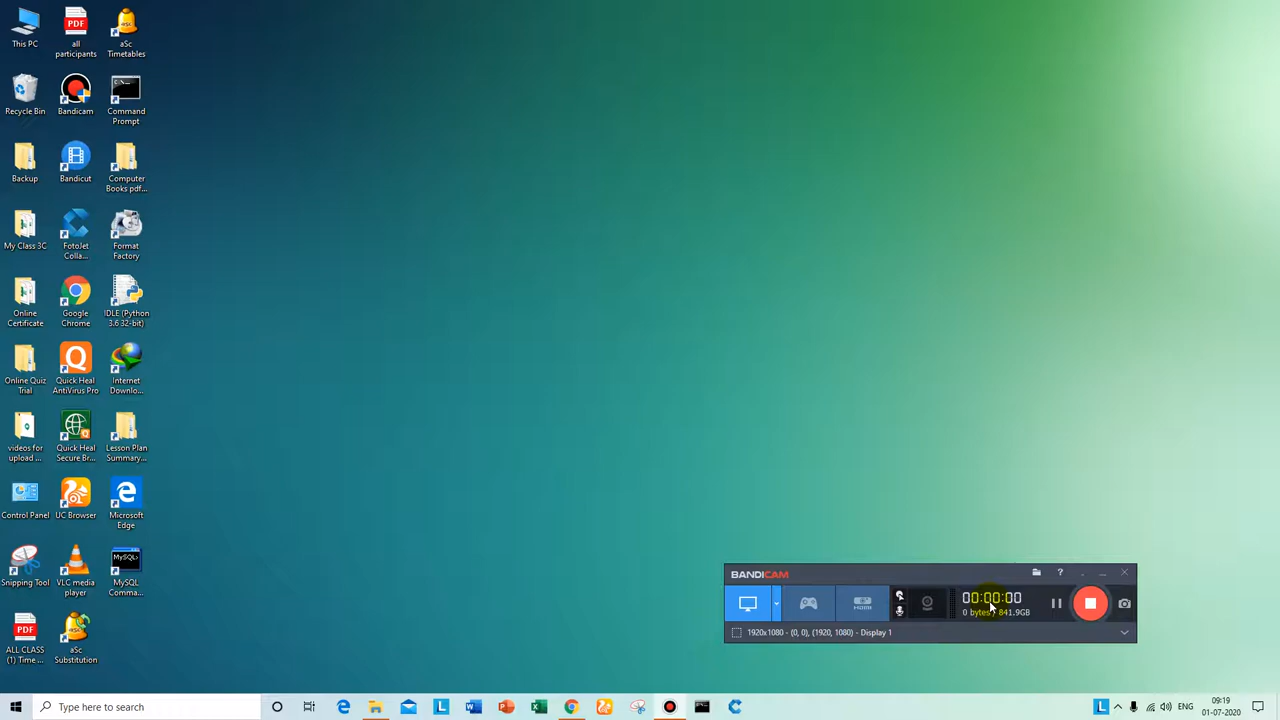 This PC
all
participants
aSc
Timetables
Recycle Bin
Bandicam
Command
Prompt
Backup
Bandicut
Computer
Books pdf...
My Class 3C
FotoJet
Colla...
Format
Factory
Online
Certificate
Google
Chrome
IDLE (Python
3.6 32-bit)
Online Quiz
Trial
Quick Heal
AntiVirus Pro
Internet
Downlo...
videos for
upload ...
Quick Heal
Secure Br...
Lesson Plan
Summary...
Control Panel
UC Browser
Microsoft
Edge
Snipping Tool
VLC media
player
MySQL
Comma...
ALL CLASS
(1) Time ...
aSc
Substitution
BANDICAM
00:00:00
0 bytes / 841.9GB
1920x1080 - (0, 0), (1920, 1080) - Display 1
Type here to search
ENG
09:19
01-07-2020